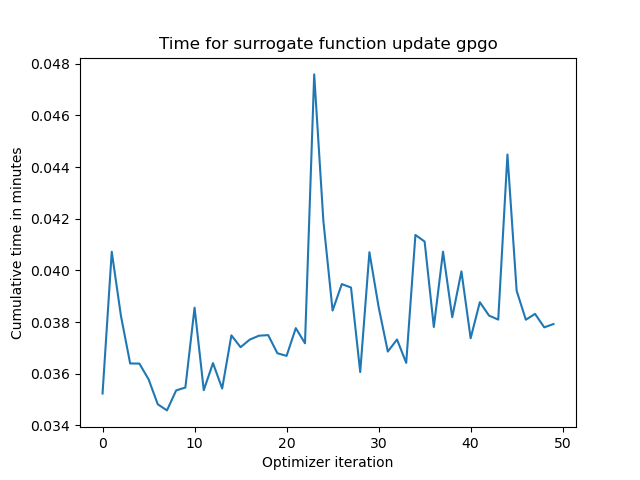 Time for surrogate function update gpgo
Cumulative time in minutes
0.048
0.046
0.044
0.042
0.040
0.038
0.036
0.034
0 10 20 30 40 50
Optimizer iteration